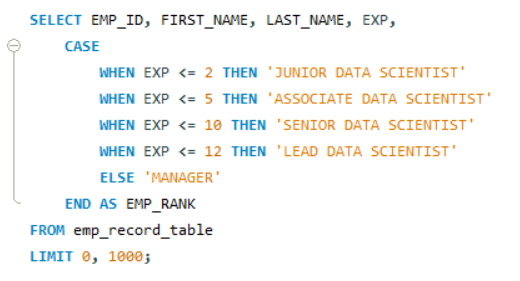 SELECT EMP_ID, FIRST_NAME, LAST_NAME, EXP,
CASE
WHEN EXP <= 2 THEN 'JUNIOR DATA SCIENTIST'
WHEN EXP <= 5 THEN 'ASSOCIATE DATA SCIENTIST'
WHEN EXP <= 10 THEN 'SENIOR DATA SCIENTIST'
WHEN EXP <= 12 THEN 'LEAD DATA SCIENTIST'
ELSE 'MANAGER'
END AS EMP_RANK
FROM emp_record_table
LIMIT 0, 1000;